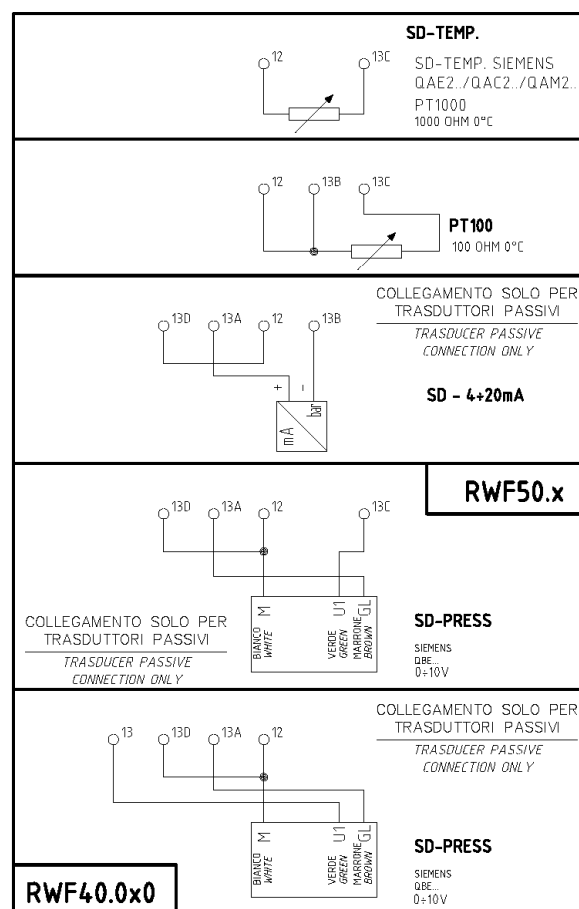 SD-TEMP.
12 13C
SD-TEMP. SIEMENS
QAE2../QAC2../QAM2..
PT1000
1000 OHM 0°C
12 13B 13C
PT100
100 OHM 0°C
COLLEGAMENTO SOLO PER
TRASDUTTORI PASSIVI
TRASDUCER PASSIVE
CONNECTION ONLY
13D 13A 12 13B
+ -
mA bar
SD - 4÷20mA
RWF50.x
13D 13A 12 13C
M U1 GL
BIANCO VERDE MARRONE
WHITE GREEN BROWN
COLLEGAMENTO SOLO PER
TRASDUTTORI PASSIVI
TRASDUCER PASSIVE
CONNECTION ONLY
SD-PRESS
SIEMENS
QBE...
0÷10V
COLLEGAMENTO SOLO PER
TRASDUTTORI PASSIVI
TRASDUCER PASSIVE
CONNECTION ONLY
13 13D 13A 12
M U1 GL
BIANCO VERDE MARRONE
WHITE GREEN BROWN
SD-PRESS
SIEMENS
QBE...
0÷10V
RWF40.0x0